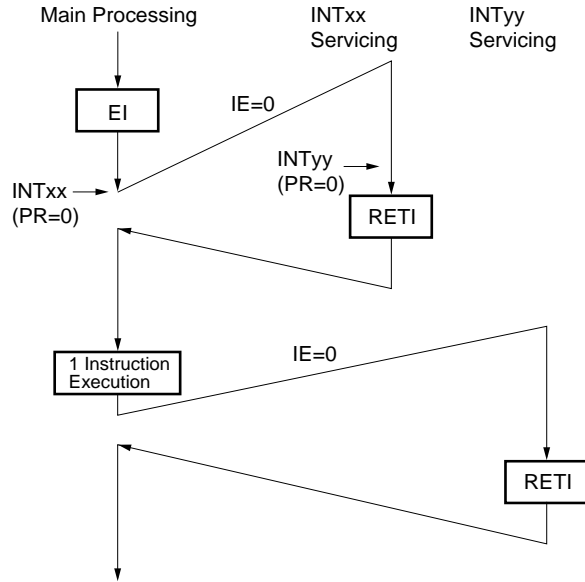 Main Processing
INTxx
Servicing
INTyy
Servicing
EI
IE=0
INTxx
(PR=0)
INTyy
(PR=0)
RETI
1 Instruction
Execution
IE=0
RETI